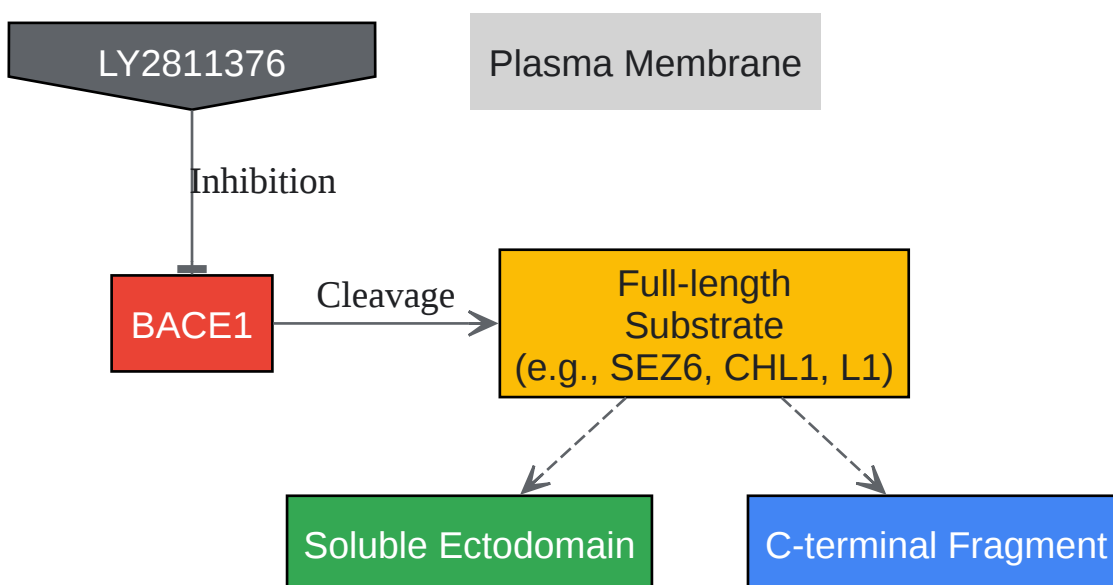 LY2811376
Plasma Membrane
Inhibition
BACE1
Cleavage
Full-length
Substrate
(e.g., SEZ6, CHL1, L1)
Soluble Ectodomain
C-terminal Fragment